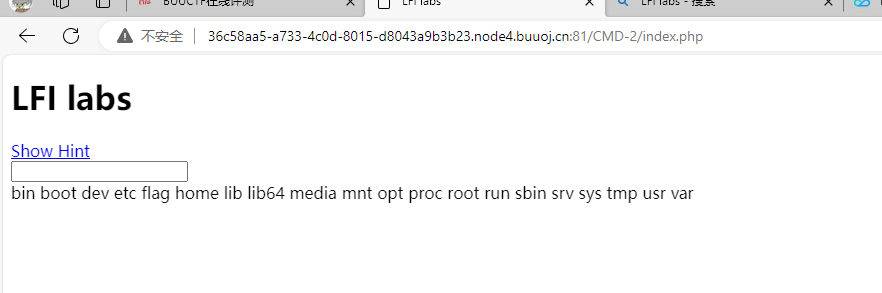 BUUCTF在线评测
LFI labs
LFI labs - 搜索
不安全 36c58aa5-a733-4c0d-8015-d8043a9b3b23.node4.buuoj.cn:81/CMD-2/index.php
LFI labs
Show Hint
bin boot dev etc flag home lib lib64 media mnt opt proc root run sbin srv sys tmp usr var